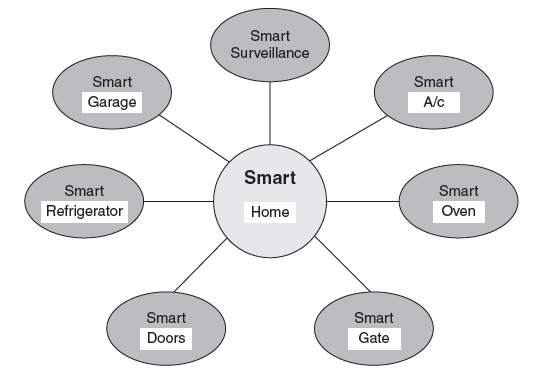 Smart
Surveillance
Smart
Garage
Smart
A/c
Smart
Home
Smart
Refrigerator
Smart
Oven
Smart
Doors
Smart
Gate